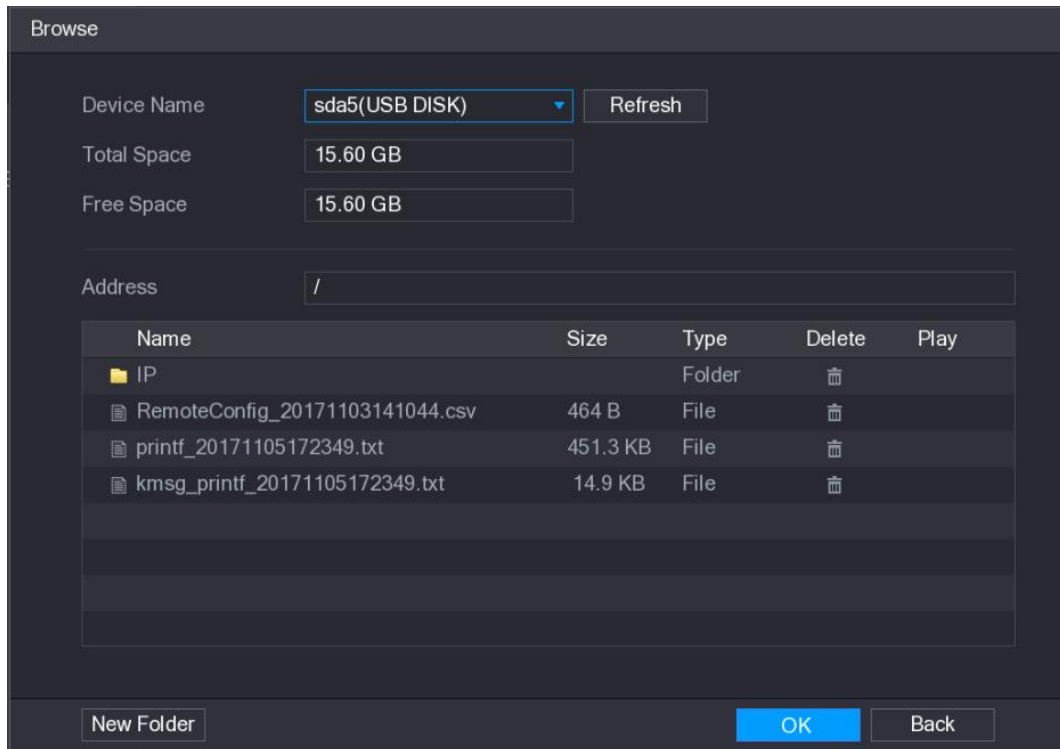 Browse
Device Name sda5(USB DISK) Refresh
Total Space 15.60 GB
Free Space 15.60 GB
Address /
Name Size Type Delete Play
IP Folder
RemoteConfig_20171103141044.csv 464 B File
printf_20171105172349.txt 451.3 KB File
kmsg_printf_20171105172349.txt 14.9 KB File
New Folder OK Back